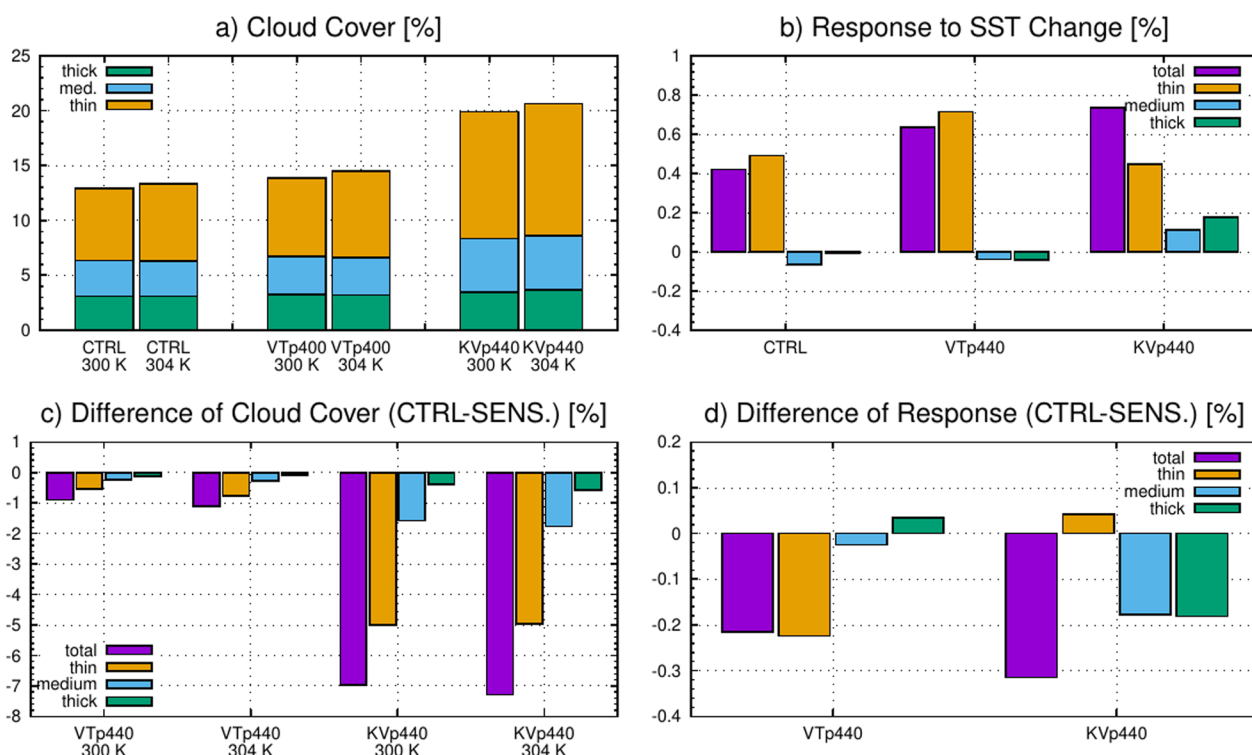 a) Cloud Cover [%]
25
20
15
10
5
0
thick
med.
thin
CTRL
300 K
CTRL
304 K
VTp400
300 K
VTp400
304 K
KVp440
300 K
KVp440
304 K
b) Response to SST Change [%]
1
0.8
0.6
0.4
0.2
0
-0.2
-0.4
total
thin
medium
thick
CTRL
VTp440
KVp440
c) Difference of Cloud Cover (CTRL-SENS.) [%]
1
0
-1
-2
-3
-4
-5
-6
-7
-8
total
thin
medium
thick
VTp440
300 K
VTp440
304 K
KVp440
300 K
KVp440
304 K
d) Difference of Response (CTRL-SENS.) [%]
0.2
0.1
0
-0.1
-0.2
-0.3
-0.4
total
thin
medium
thick
VTp440
KVp440